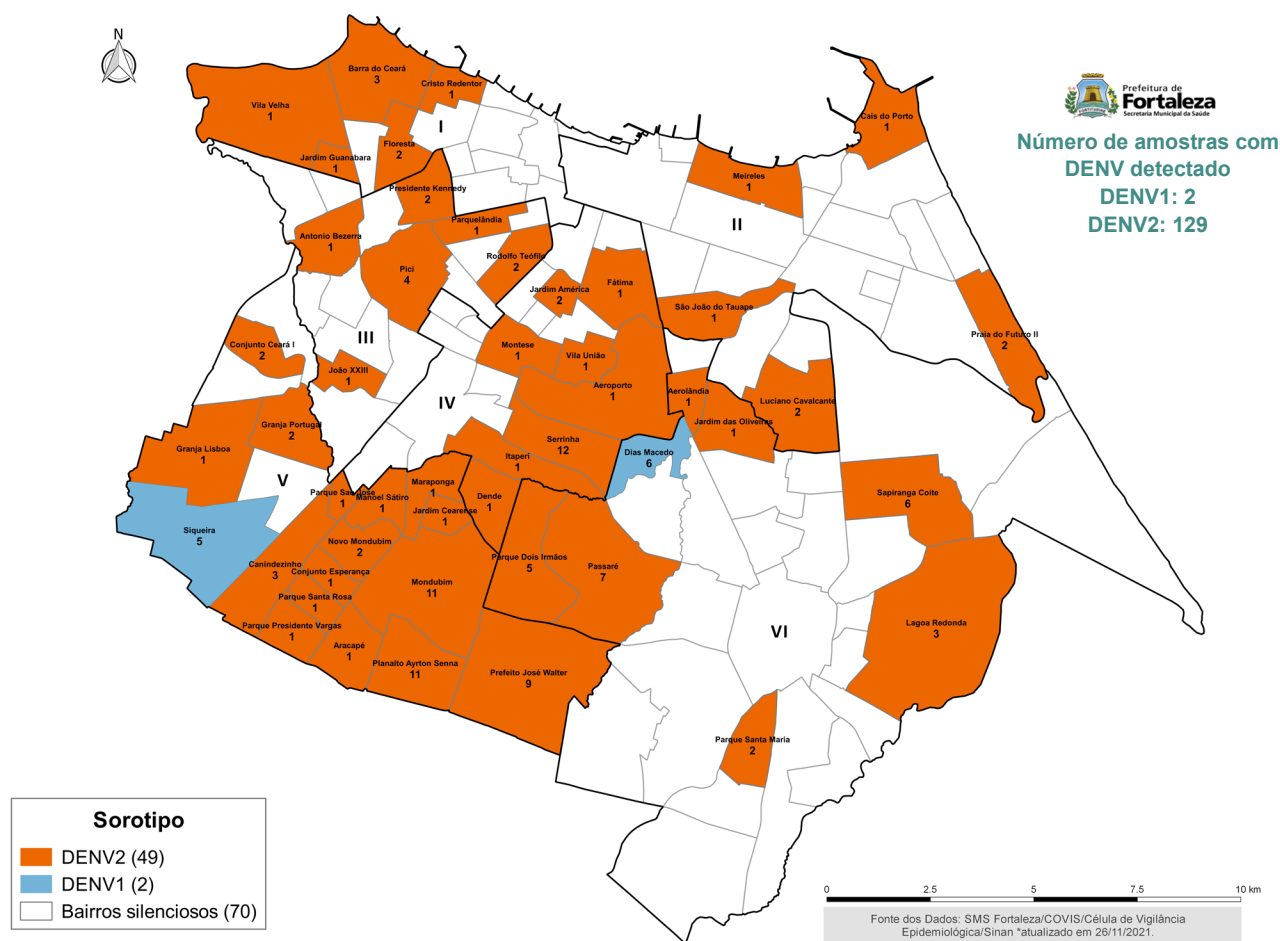 N
Prefeitura de
Fortaleza
Secretaria Municipal da Saúde
FORTITUDINE
Número de amostras com
DENV detectado
DENV1: 2
DENV2: 129
Barra do Ceará
3
Cristo Redentor
1
Vila Velha
1
I
Floresta
2
Jardim Guanabara
1
Presidente Kennedy
2
Cais do Porto
1
Meireles
1
II
Parquelândia
1
Antonio Bezerra
1
Rodolfo Teófilo
2
Pici
4
Jardim América
2
Fátima
1
São João do Tauape
1
Praia do Futuro II
2
III
Conjunto Ceará I
2
Montese
1
Vila União
1
João XXIII
1
Aeroporto
1
Aerolândia
1
Luciano Cavalcante
2
IV
Jardim das Oliveiras
1
Granja Portugal
2
Granja Lisboa
1
Serrinha
12
Itaperi
1
Dias Macedo
6
V
Maraponga
1
Parque Sao Jose
1
Manoel Sátiro
1
Dende
1
Jardim Cearense
1
Sapiranga Coite
6
Siqueira
5
Novo Mondubim
2
Parque Dois Irmãos
5
Passaré
7
Canindezinho
3
Conjunto Esperança
1
Mondubim
11
Parque Santa Rosa
1
Parque Presidente Vargas
1
Lagoa Redonda
3
VI
Aracapé
1
Planalto Ayrton Senna
11
Prefeito José Walter
9
Parque Santa Maria
2
Sorotipo
DENV2 (49)
DENV1 (2)
Bairros silenciosos (70)
0 2.5 5 7.5 10 km
Fonte dos Dados: SMS Fortaleza/COVIS/Célula de Vigilância
Epidemiológica/Sinan *atualizado em 26/11/2021.